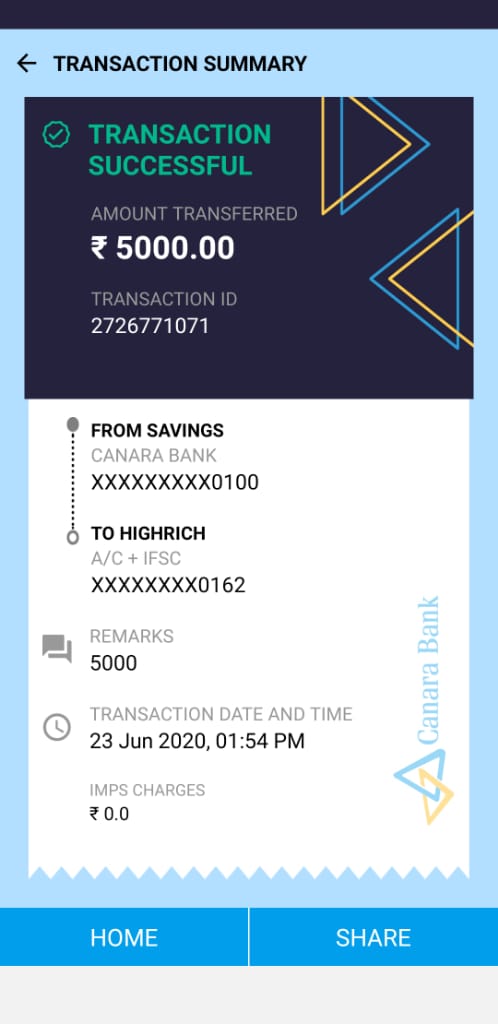 TRANSACTION SUMMARY
TRANSACTION
SUCCESSFUL
AMOUNT TRANSFERRED
₹ 5000.00
TRANSACTION ID
2726771071
FROM SAVINGS
CANARA BANK
XXXXXXXXX0100
TO HIGHRICH
A/C + IFSC
XXXXXXXX0162
REMARKS
5000
TRANSACTION DATE AND TIME
23 Jun 2020, 01:54 PM
IMPS CHARGES
₹ 0.0
Canara Bank
HOME
SHARE